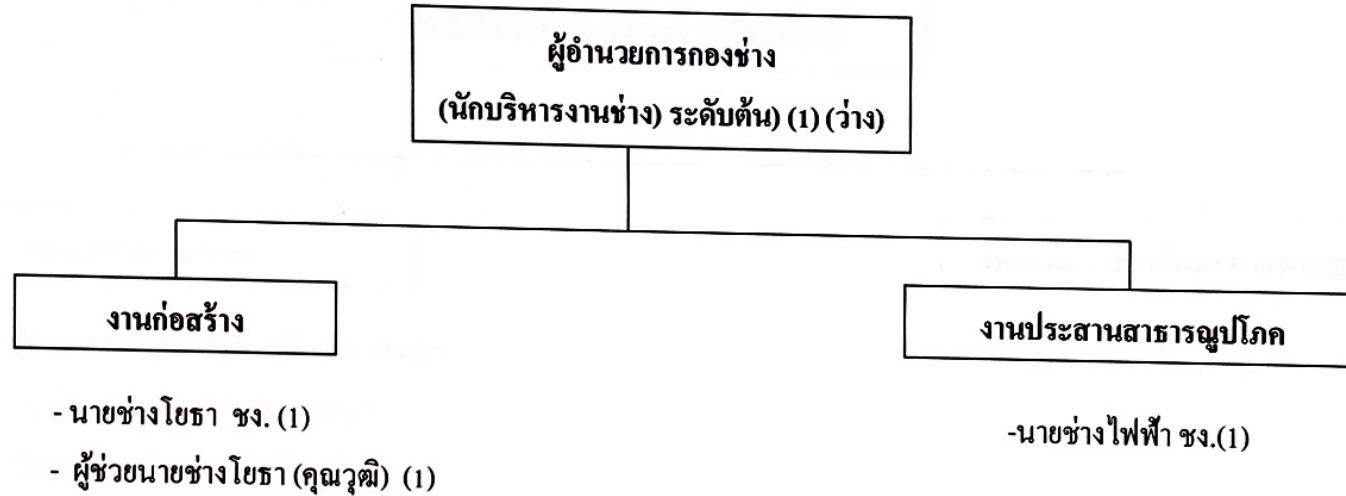 ผู้อำนวยการกองช่าง
(นักบริหารงานช่าง) ระดับต้น) (1) (ว่าง)
งานก่อสร้าง
งานประสานสาธารณูปโภค
- นายช่างโยธา ชง. (1)
- ผู้ช่วยนายช่างโยธา (คุณวุฒิ) (1)
-นายช่างไฟฟ้า ชง.(1)